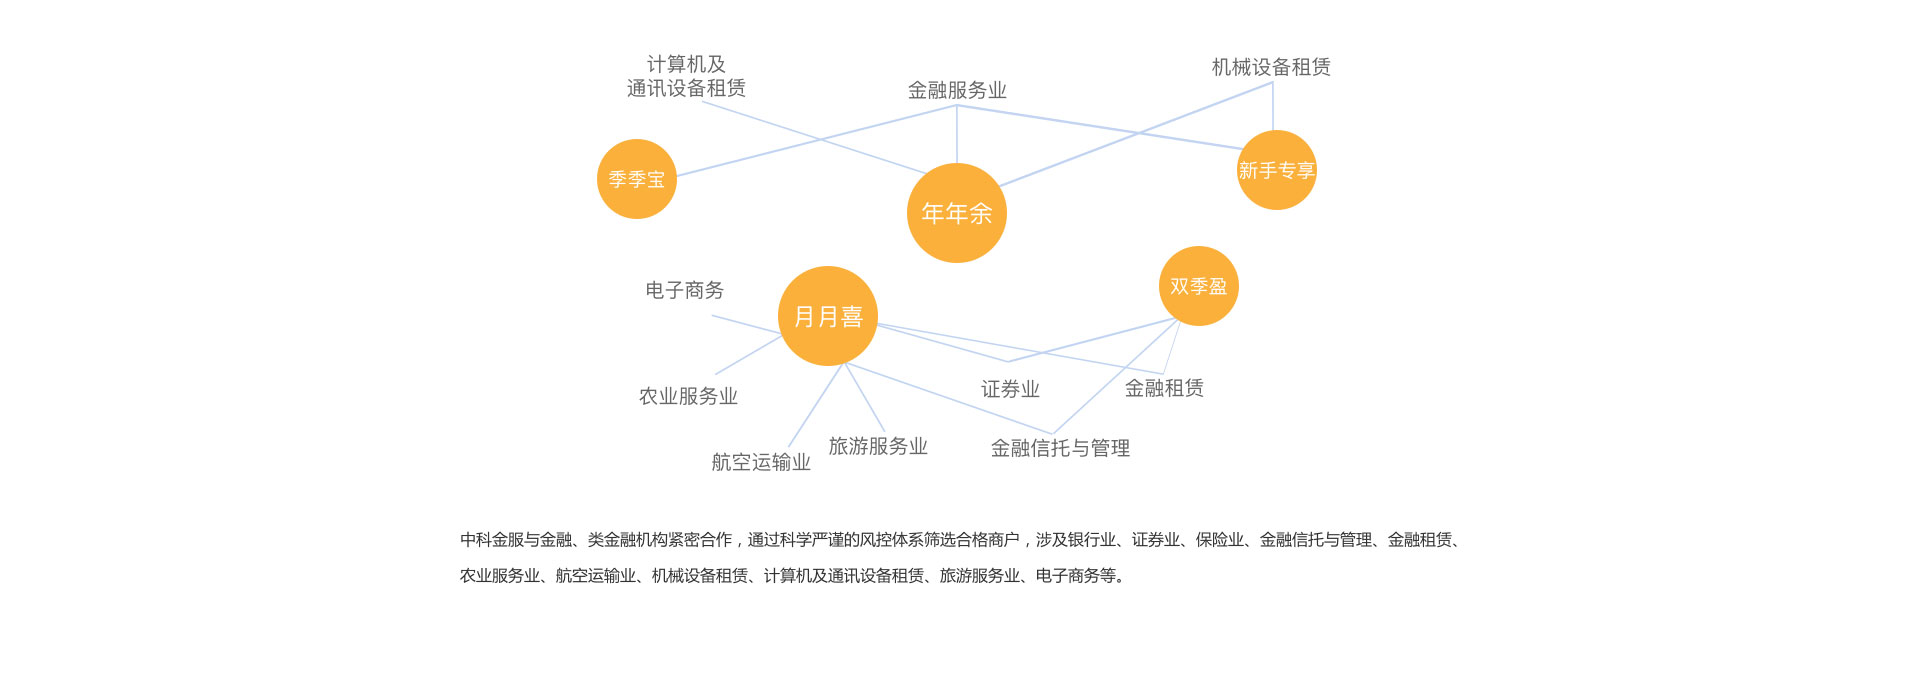 计算机及
通讯设备租赁
金融服务业
机械设备租赁
季季宝
年年余
新手专享
电子商务
月月喜
双季盈
农业服务业
证券业
金融租赁
航空运输业
旅游服务业
金融信托与管理
中科金服与金融、类金融机构紧密合作，通过科学严谨的风控体系筛选合格商户，涉及银行业、证券业、保险业、金融信托与管理、金融租赁、
农业服务业、航空运输业、机械设备租赁、计算机及通讯设备租赁、旅游服务业、电子商务等。